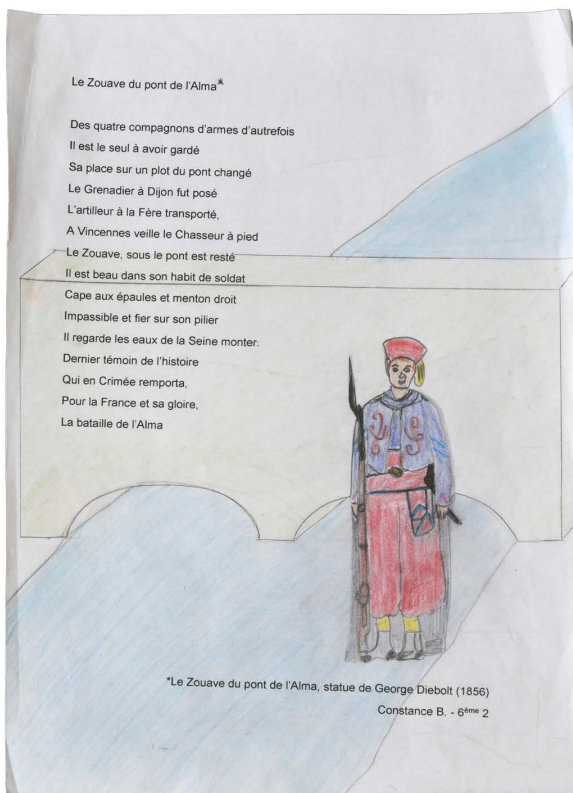 Le Zouave du pont de l'Alma*
Des quatre compagnons d'armes d'autrefois
Il est le seul à avoir gardé
Sa place sur un plot du pont changé
Le Grenadier à Dijon fut posé
L'artilleur à la Fère transporté,
A Vincennes veille le Chasseur à pied
Le Zouave, sous le pont est resté
Il est beau dans son habit de soldat
Cape aux épaules et menton droit
Impassible et fier sur son pilier
Il regarde les eaux de la Seine monter.
Dernier témoin de l'histoire
Qui en Crimée remporta,
Pour la France et sa gloire,
La bataille de l'Alma
*Le Zouave du pont de l'Alma, statue de George Diebolt (1856)
Constance B. - 6ème 2